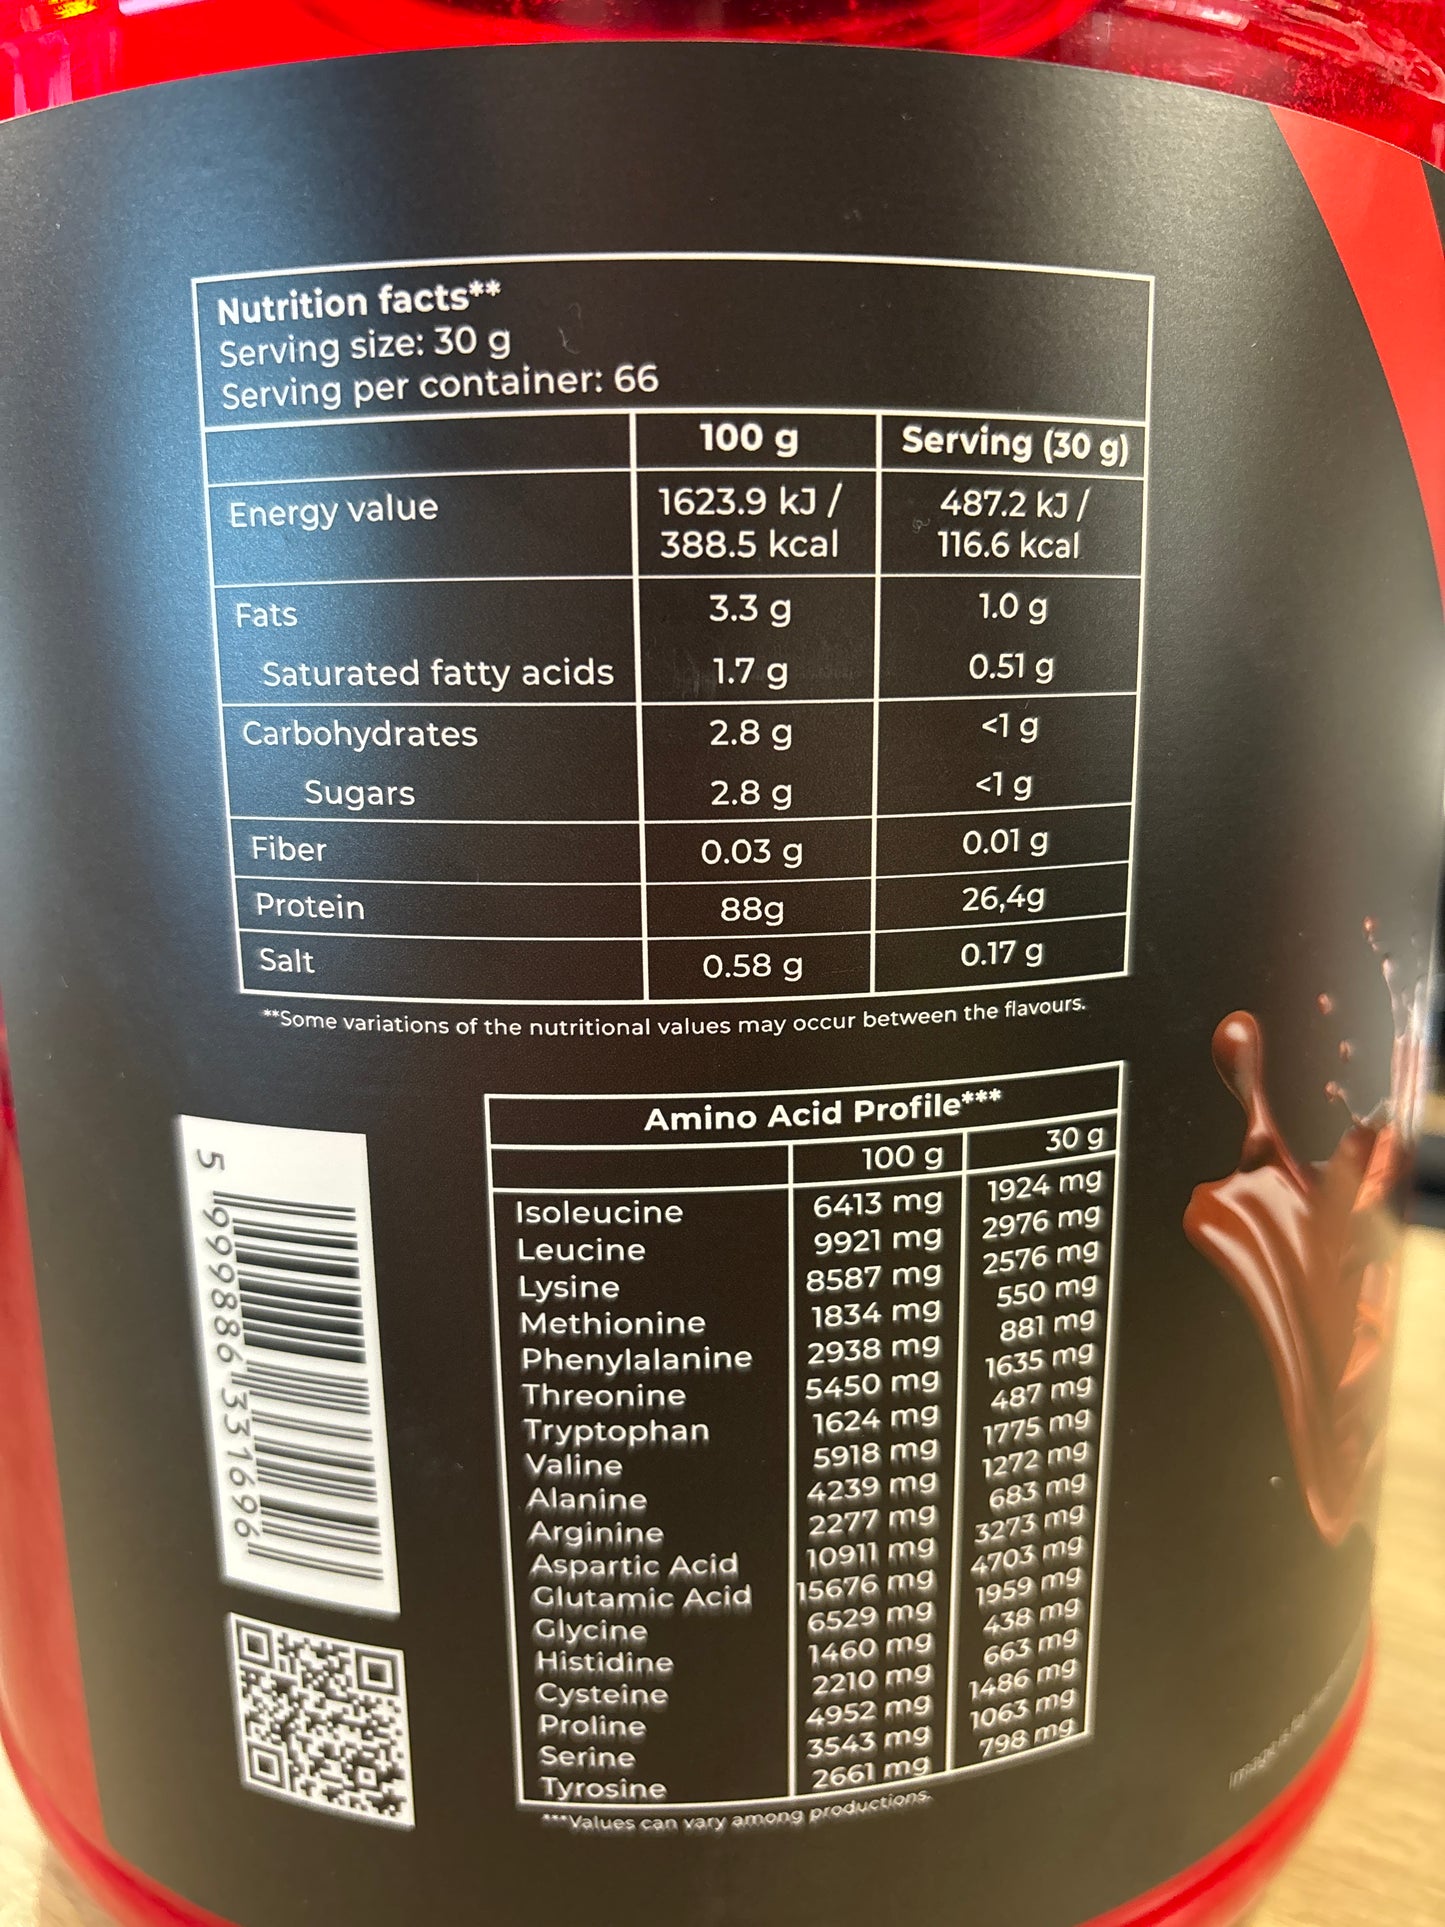 Nutrition facts**
Serving size: 30 g
Serving per container: 66
100 g Serving (30 g)
Energy value 1623.9 kJ / 388.5 kcal 487.2 kJ / 116.6 kcal
Fats 3.3 g 1.0 g
Saturated fatty acids 1.7 g 0.51 g
Carbohydrates 2.8 g <1 g
Sugars 2.8 g <1 g
Fiber 0.03 g 0.01 g
Protein 88g 26,4g
Salt 0.58 g 0.17 g
**Some variations of the nutritional values may occur between the flavours.
Amino Acid Profile***
100 g 30 g
Isoleucine 6413 mg 1924 mg
Leucine 9921 mg 2976 mg
Lysine 8587 mg 2576 mg
Methionine 1834 mg 550 mg
Phenylalanine 2938 mg 881 mg
Threonine 5450 mg 1635 mg
Tryptophan 1624 mg 487 mg
Valine 5918 mg 1775 mg
Alanine 4239 mg 1272 mg
Arginine 2277 mg 683 mg
Aspartic Acid 10911 mg 3273 mg
Glutamic Acid 15676 mg 4703 mg
Glycine 6529 mg 1959 mg
Histidine 1460 mg 438 mg
Cysteine 2210 mg 663 mg
Proline 4952 mg 1486 mg
Serine 3543 mg 1063 mg
Tyrosine 2661 mg 798 mg
***Values can vary among productions.
5 999886 331696